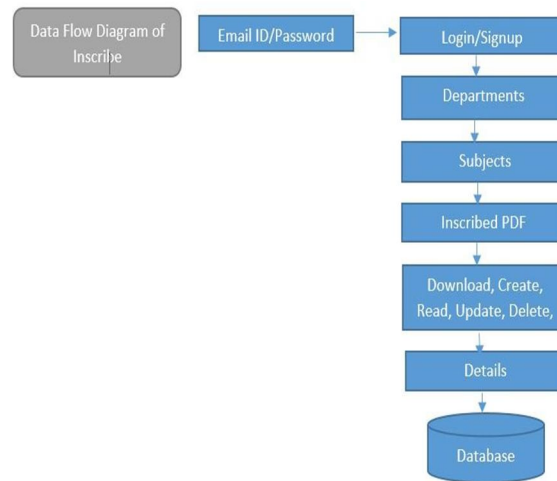 Data Flow Diagram of
Inscribe
Email ID/Password
Login/Signup
Departments
Subjects
Inscribed PDF
Download, Create,
Read, Update, Delete,
Details
Database